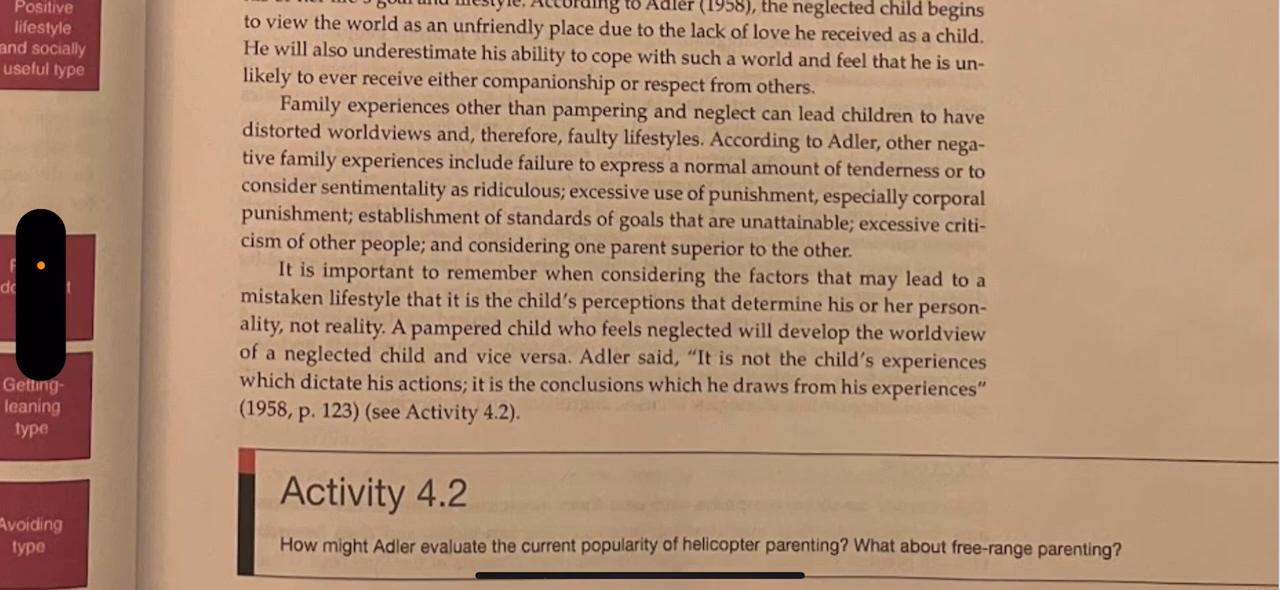 Positive
lifestyle
and socially
useful type
Getting-
leaning
type
Avoiding
type
goal and lifestyle. According to Adler (1958), the neglected child begins
to view the world as an unfriendly place due to the lack of love he received as a child.
He will also underestimate his ability to cope with such a world and feel that he is un-
likely to ever receive either companionship or respect from others.
Family experiences other than pampering and neglect can lead children to have
distorted worldviews and, therefore, faulty lifestyles. According to Adler, other nega-
tive family experiences include failure to express a normal amount of tenderness or to
consider sentimentality as ridiculous; excessive use of punishment, especially corporal
punishment; establishment of standards of goals that are unattainable; excessive criti-
cism of other people; and considering one parent superior to the other.
It is important to remember when considering the factors that may lead to a
mistaken lifestyle that it is the child's perceptions that determine his or her person-
ality, not reality. A pampered child who feels neglected will develop the worldview
of a neglected child and vice versa. Adler said, "It is not the child's experiences
which dictate his actions; it is the conclusions which he draws from his experiences"
(1958, p. 123) (see Activity 4.2).
Activity 4.2
How might Adler evaluate the current popularity of helicopter parenting? What about free-range parenting?